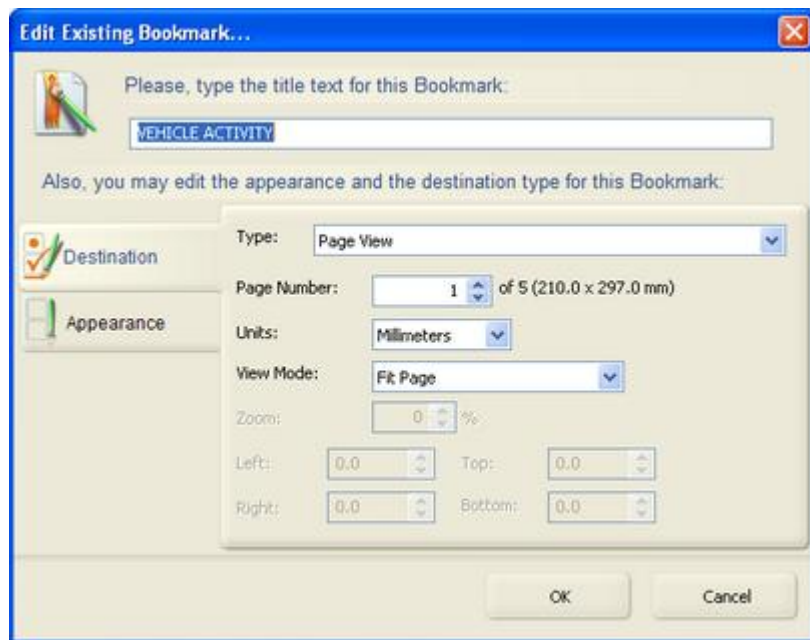 Edit Existing Bookmark...
Please, type the title text for this Bookmark:
VEHICLE ACTIVITY
Also, you may edit the appearance and the destination type for this Bookmark:
Destination
Appearance
Type: Page View
Page Number: 1 of 5 (210.0 x 297.0 mm)
Units: Millimeters
View Mode: Fit Page
Zoom: 0 %
Left: 0.0 Top: 0.0
Right: 0.0 Bottom: 0.0
OK Cancel